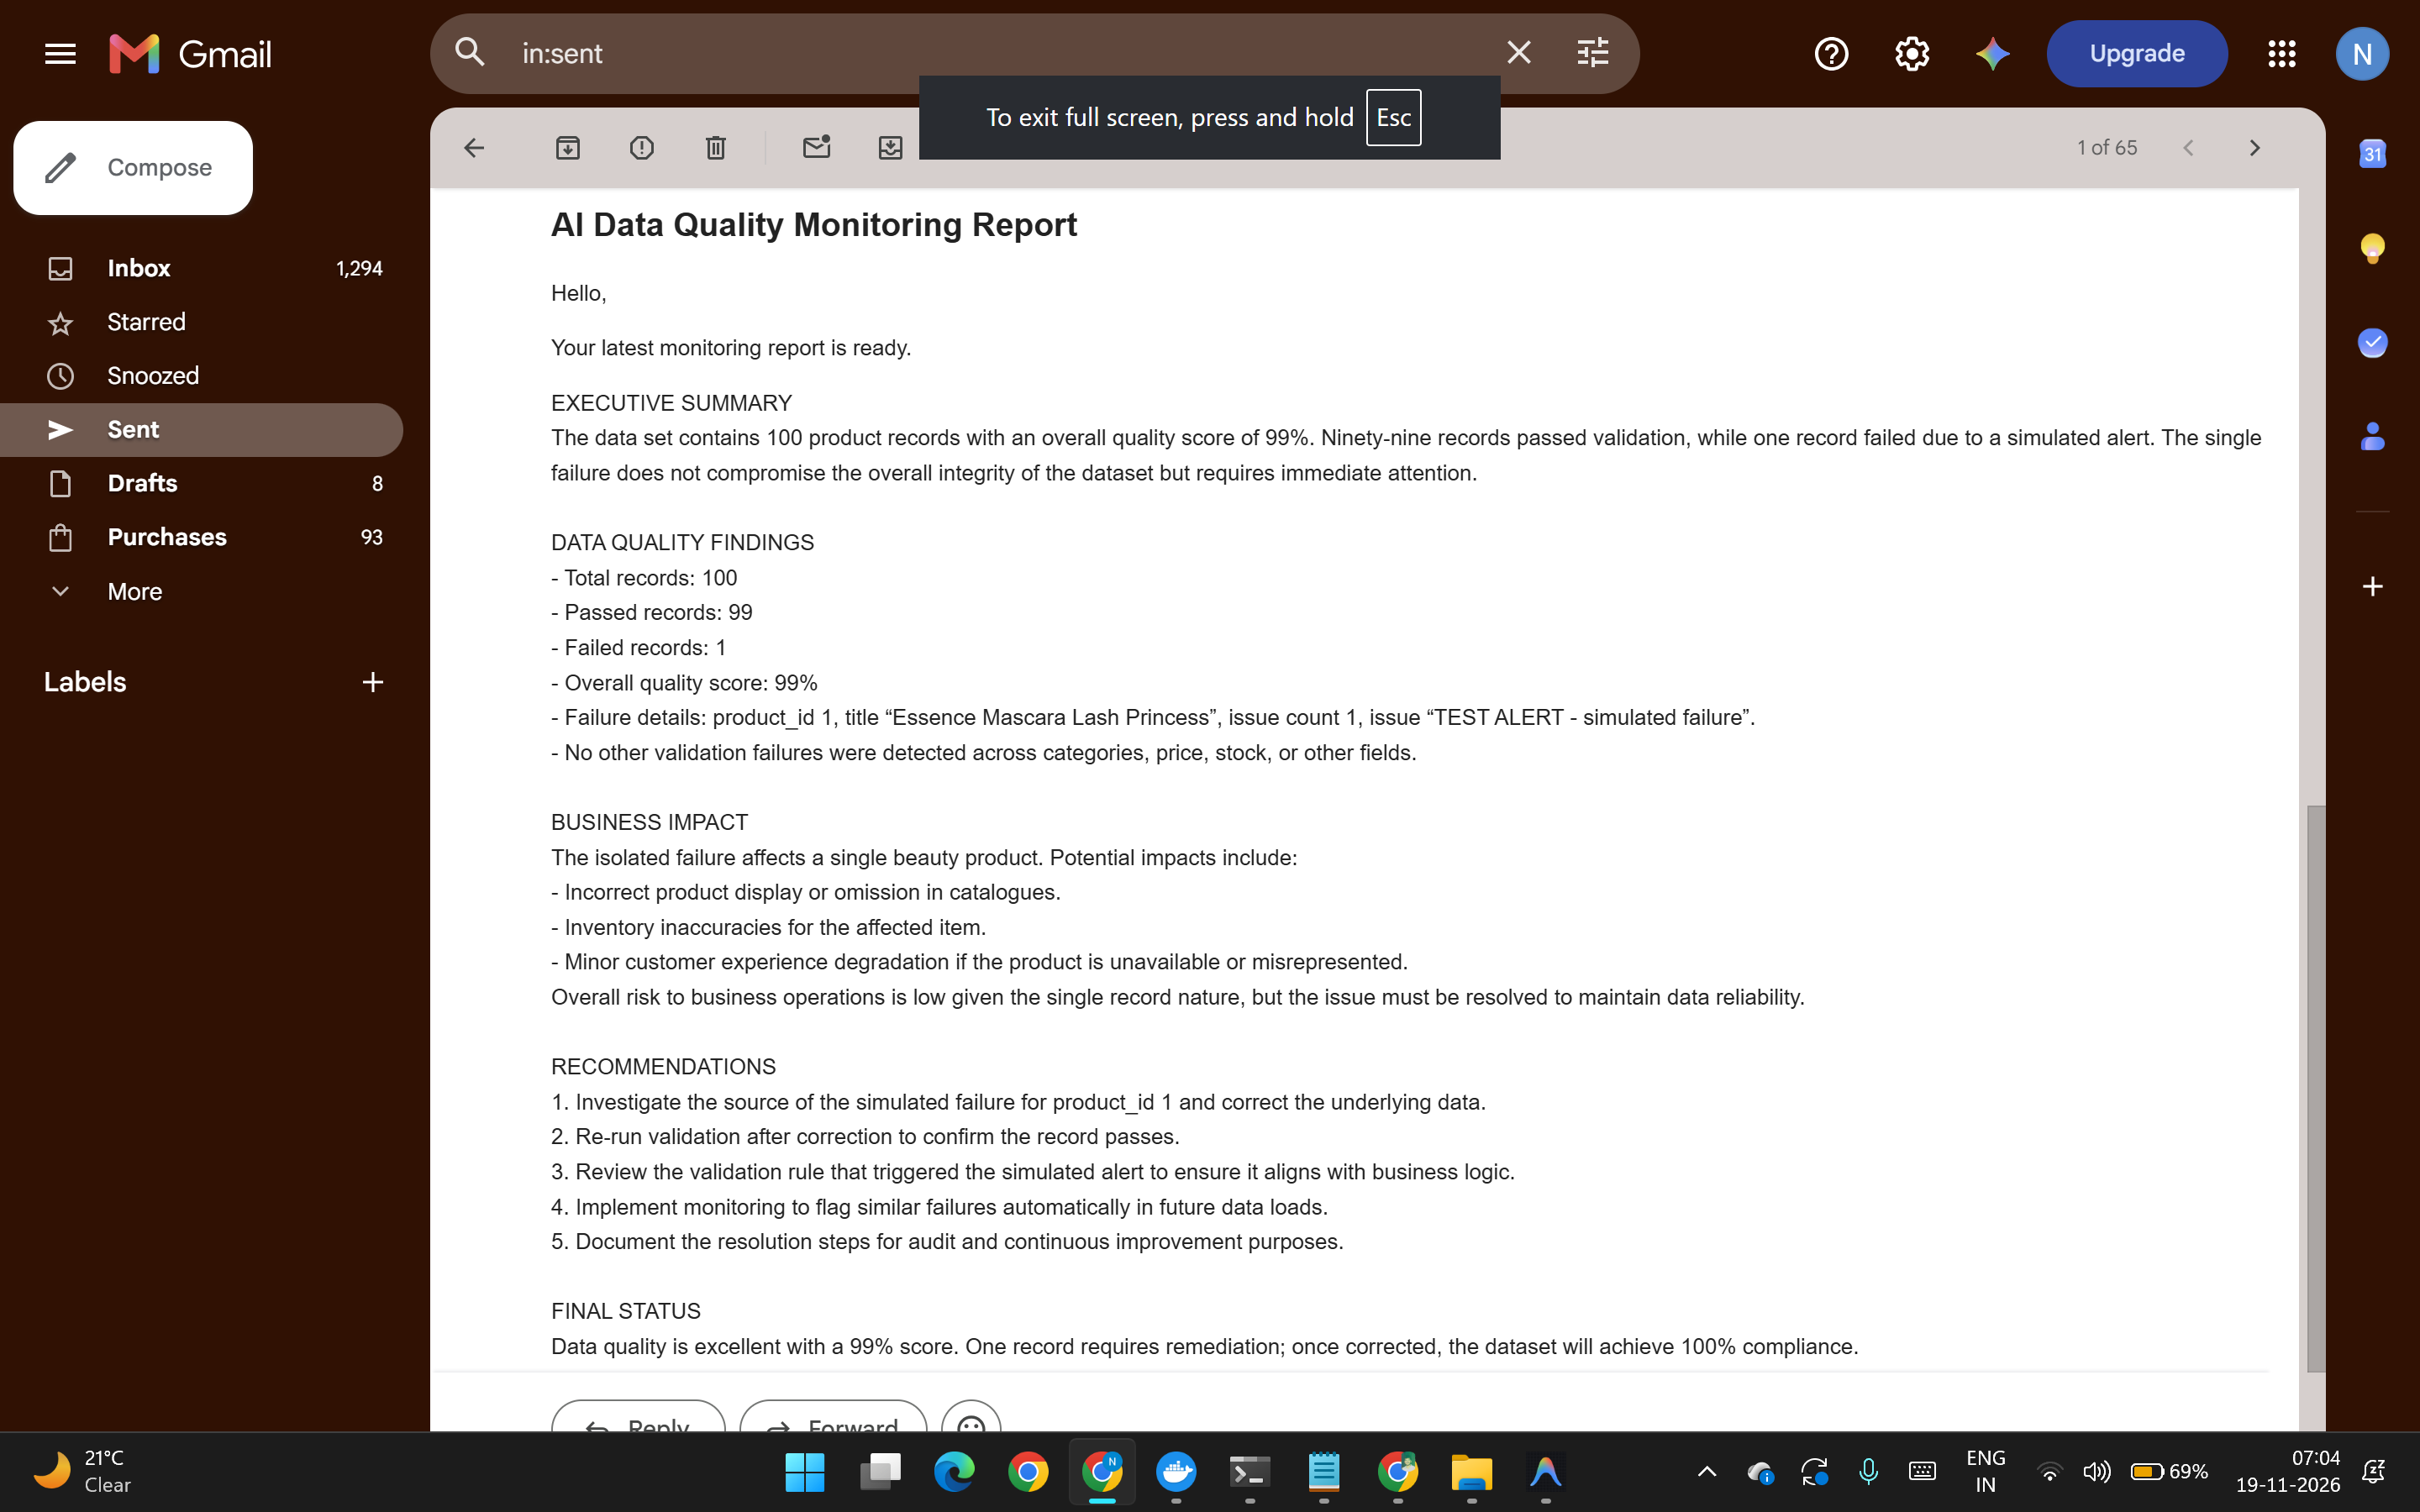 Gmail
in:sent
Upgrade
N
To exit full screen, press and hold Esc
Compose
1 of 65
31
Inbox 1,294
Starred
Snoozed
Sent
Drafts 8
Purchases 93
More
Labels
AI Data Quality Monitoring Report
Hello,
Your latest monitoring report is ready.
EXECUTIVE SUMMARY
The data set contains 100 product records with an overall quality score of 99%. Ninety-nine records passed validation, while one record failed due to a simulated alert. The single
failure does not compromise the overall integrity of the dataset but requires immediate attention.
DATA QUALITY FINDINGS
- Total records: 100
- Passed records: 99
- Failed records: 1
- Overall quality score: 99%
- Failure details: product_id 1, title “Essence Mascara Lash Princess”, issue count 1, issue “TEST ALERT - simulated failure”.
- No other validation failures were detected across categories, price, stock, or other fields.
BUSINESS IMPACT
The isolated failure affects a single beauty product. Potential impacts include:
- Incorrect product display or omission in catalogues.
- Inventory inaccuracies for the affected item.
- Minor customer experience degradation if the product is unavailable or misrepresented.
Overall risk to business operations is low given the single record nature, but the issue must be resolved to maintain data reliability.
RECOMMENDATIONS
1. Investigate the source of the simulated failure for product_id 1 and correct the underlying data.
2. Re-run validation after correction to confirm the record passes.
3. Review the validation rule that triggered the simulated alert to ensure it aligns with business logic.
4. Implement monitoring to flag similar failures automatically in future data loads.
5. Document the resolution steps for audit and continuous improvement purposes.
FINAL STATUS
Data quality is excellent with a 99% score. One record requires remediation; once corrected, the dataset will achieve 100% compliance.
Reply
Forward
21°C
Clear
N
ENG
IN
69%
07:04
19-11-2026